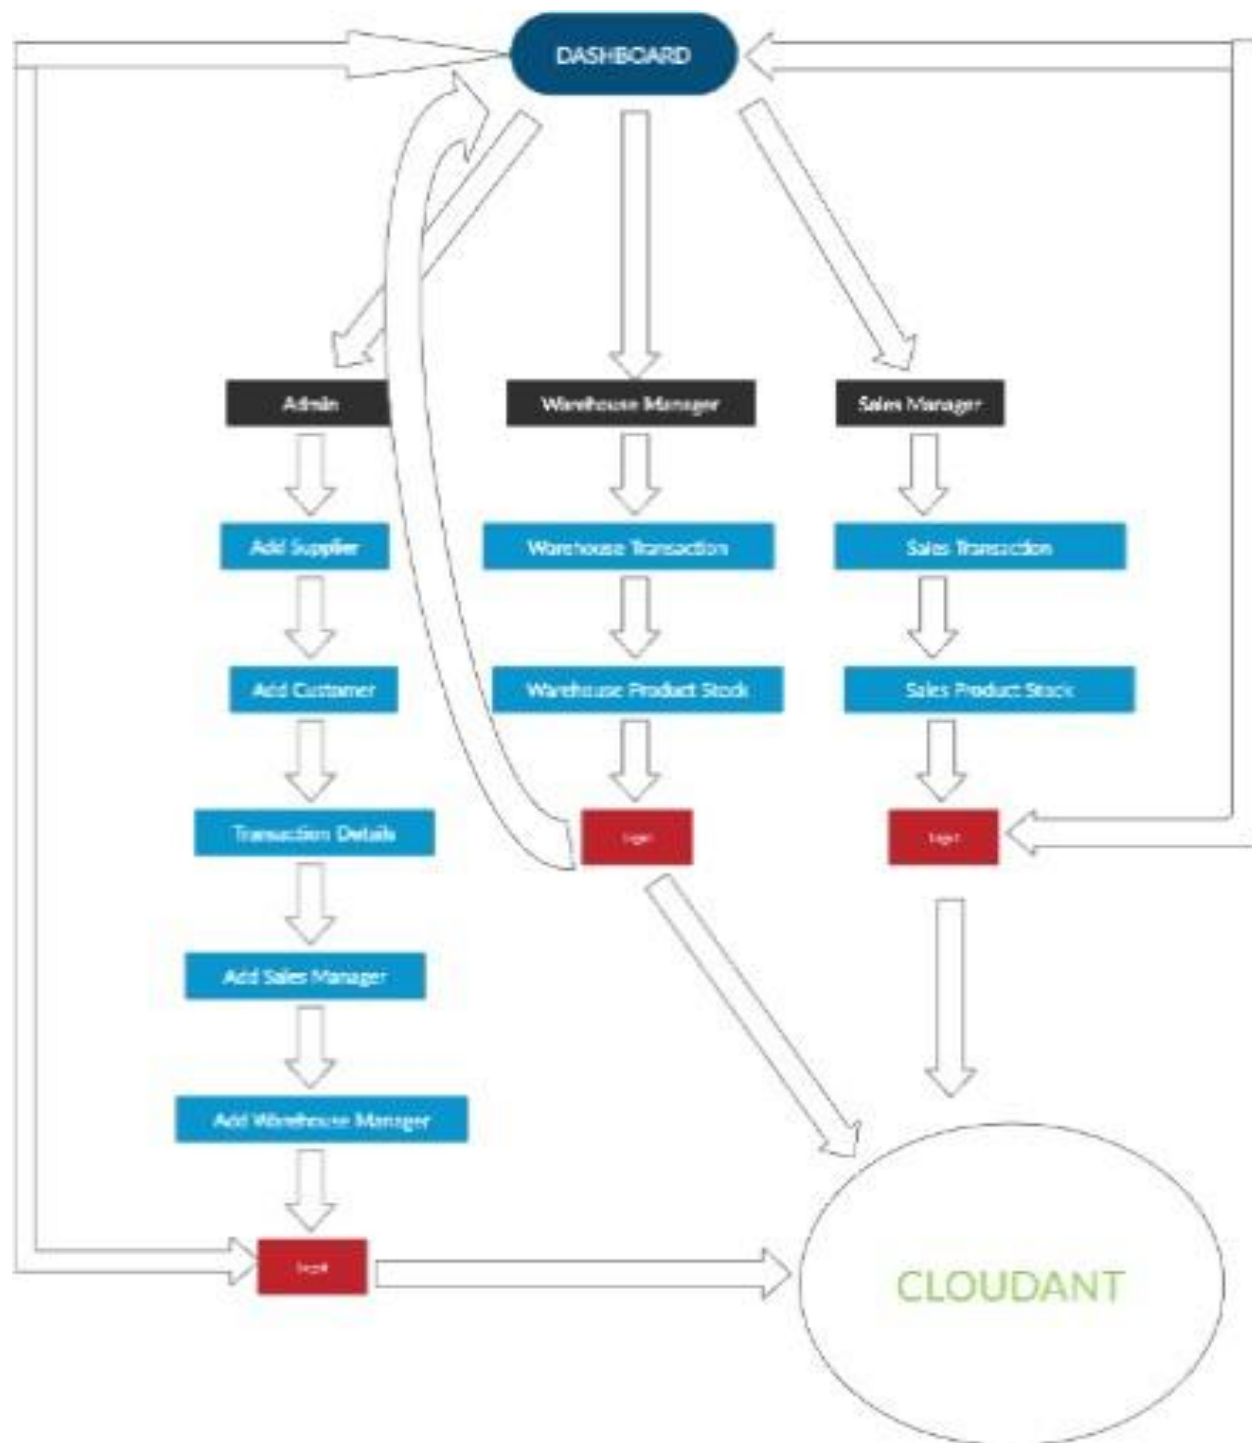 DASHBOARD
Admin
Warehouse Manager
Sales Manager
Add Supplier
Warehouse Transaction
Sales Transaction
Add Customer
Warehouse Product Stock
Sales Product Stock
Transaction Details
Add Sales Manager
Add Warehouse Manager
CLOUDANT